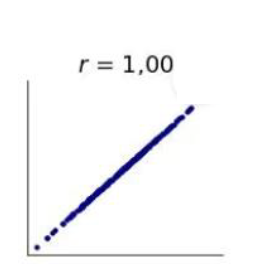 r = 1,00